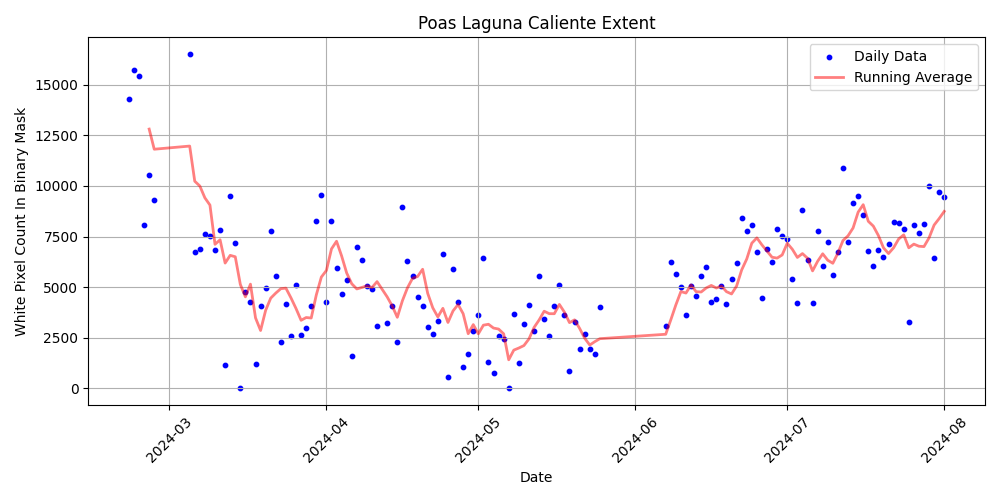 Poas Laguna Caliente Extent
Daily Data
Running Average
White Pixel Count In Binary Mask
15000
12500
10000
7500
5000
2500
0
2024-03
2024-04
2024-05
2024-06
2024-07
2024-08
Date